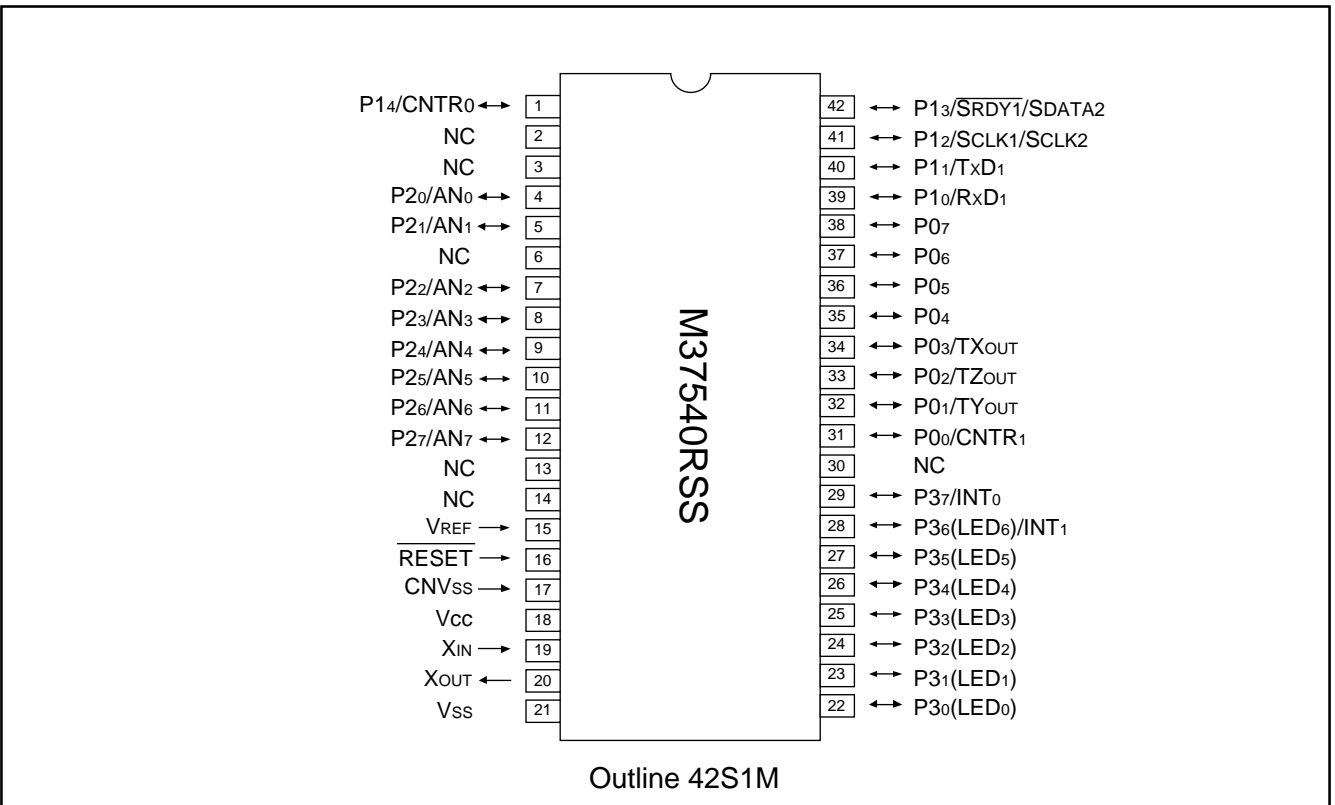 P14/CNTR0 1 42 P13/SRDY1/SDATA2
NC 2 41 P12/SCLK1/SCLK2
NC 3 40 P11/TxD1
P20/AN0 4 39 P10/RxD1
P21/AN1 5 38 P07
NC 6 37 P06
P22/AN2 7 36 P05
P23/AN3 8 35 P04
P24/AN4 9 34 P03/TXOUT
P25/AN5 10 33 P02/TZOUT
P26/AN6 11 32 P01/TYOUT
P27/AN7 12 31 P00/CNTR1
NC 13 30 NC
NC 14 29 P37/INT0
VREF 15 28 P36(LED6)/INT1
RESET 16 27 P35(LED5)
CNVss 17 26 P34(LED4)
Vcc 18 25 P33(LED3)
XIN 19 24 P32(LED2)
XOUT 20 23 P31(LED1)
Vss 21 22 P30(LED0)
M37540RSS
Outline 42S1M